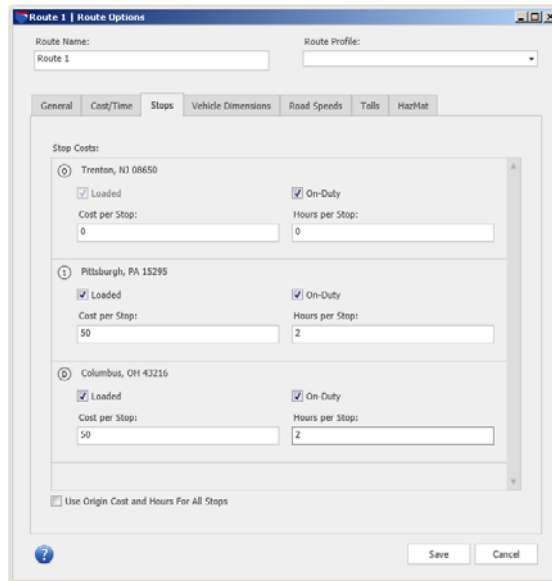 Route 1 | Route Options
Route Name: Route Profile:
Route 1
General Cost/Time Stops Vehicle Dimensions Road Speeds Tolls HazMat
Stop Costs:
O Trenton, NJ 08650
Loaded On-Duty
Cost per Stop: Hours per Stop:
0 0
1 Pittsburgh, PA 15295
Loaded On-Duty
Cost per Stop: Hours per Stop:
50 2
D Columbus, OH 43216
Loaded On-Duty
Cost per Stop: Hours per Stop:
50 2
Use Origin Cost and Hours For All Stops
? Save Cancel